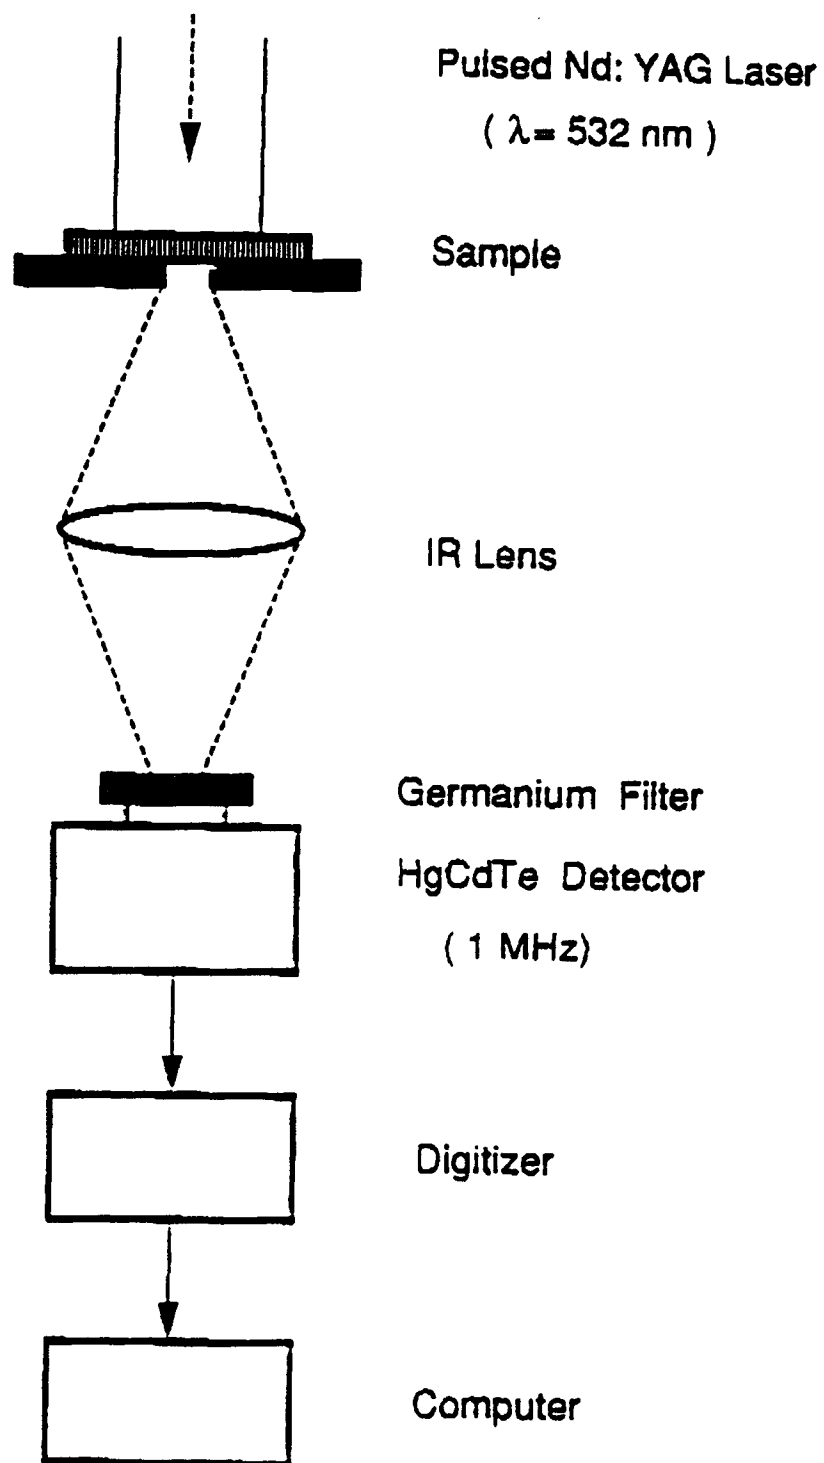 Pulsed Nd: YAG Laser
( λ= 532 nm )
Sample
IR Lens
Germanium Filter
HgCdTe Detector
( 1 MHz)
Digitizer
Computer